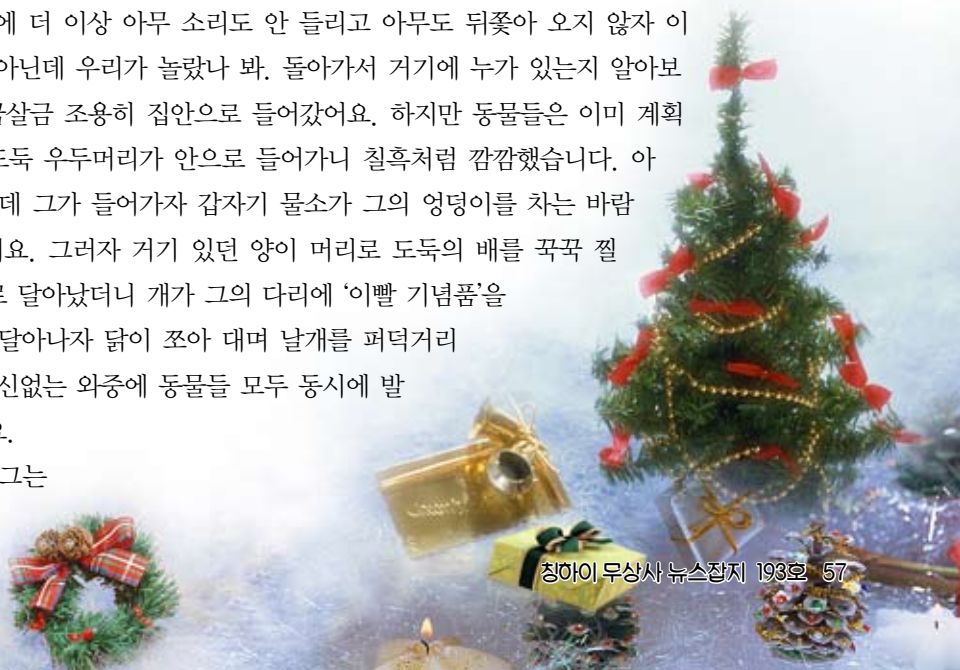 에 더 이상 아무 소리도 안 들리고 아무도 뒤쫓아 오지 않자 이
아닌데 우리가 놀랐나 봐. 돌아가서 거기에 누가 있는지 알아보
금살금 조용히 집안으로 들어갔어요. 하지만 동물들은 이미 계획
도둑 우두머리가 안으로 들어가니 칠흑처럼 깜깜했습니다. 아
데 그가 들어가자 갑자기 물소가 그의 엉덩이를 차는 바람
요. 그러자 거기 있던 양이 머리로 도둑의 배를 꾹꾹 찔
로 달아났더니 개가 그의 다리에 ‘이빨 기념품’을
달아나자 닭이 쪼아 대며 날개를 퍼덕거리
신없는 와중에 동물들 모두 동시에 발
요.
그는
칭하이 무상사 뉴스잡지 193호 57